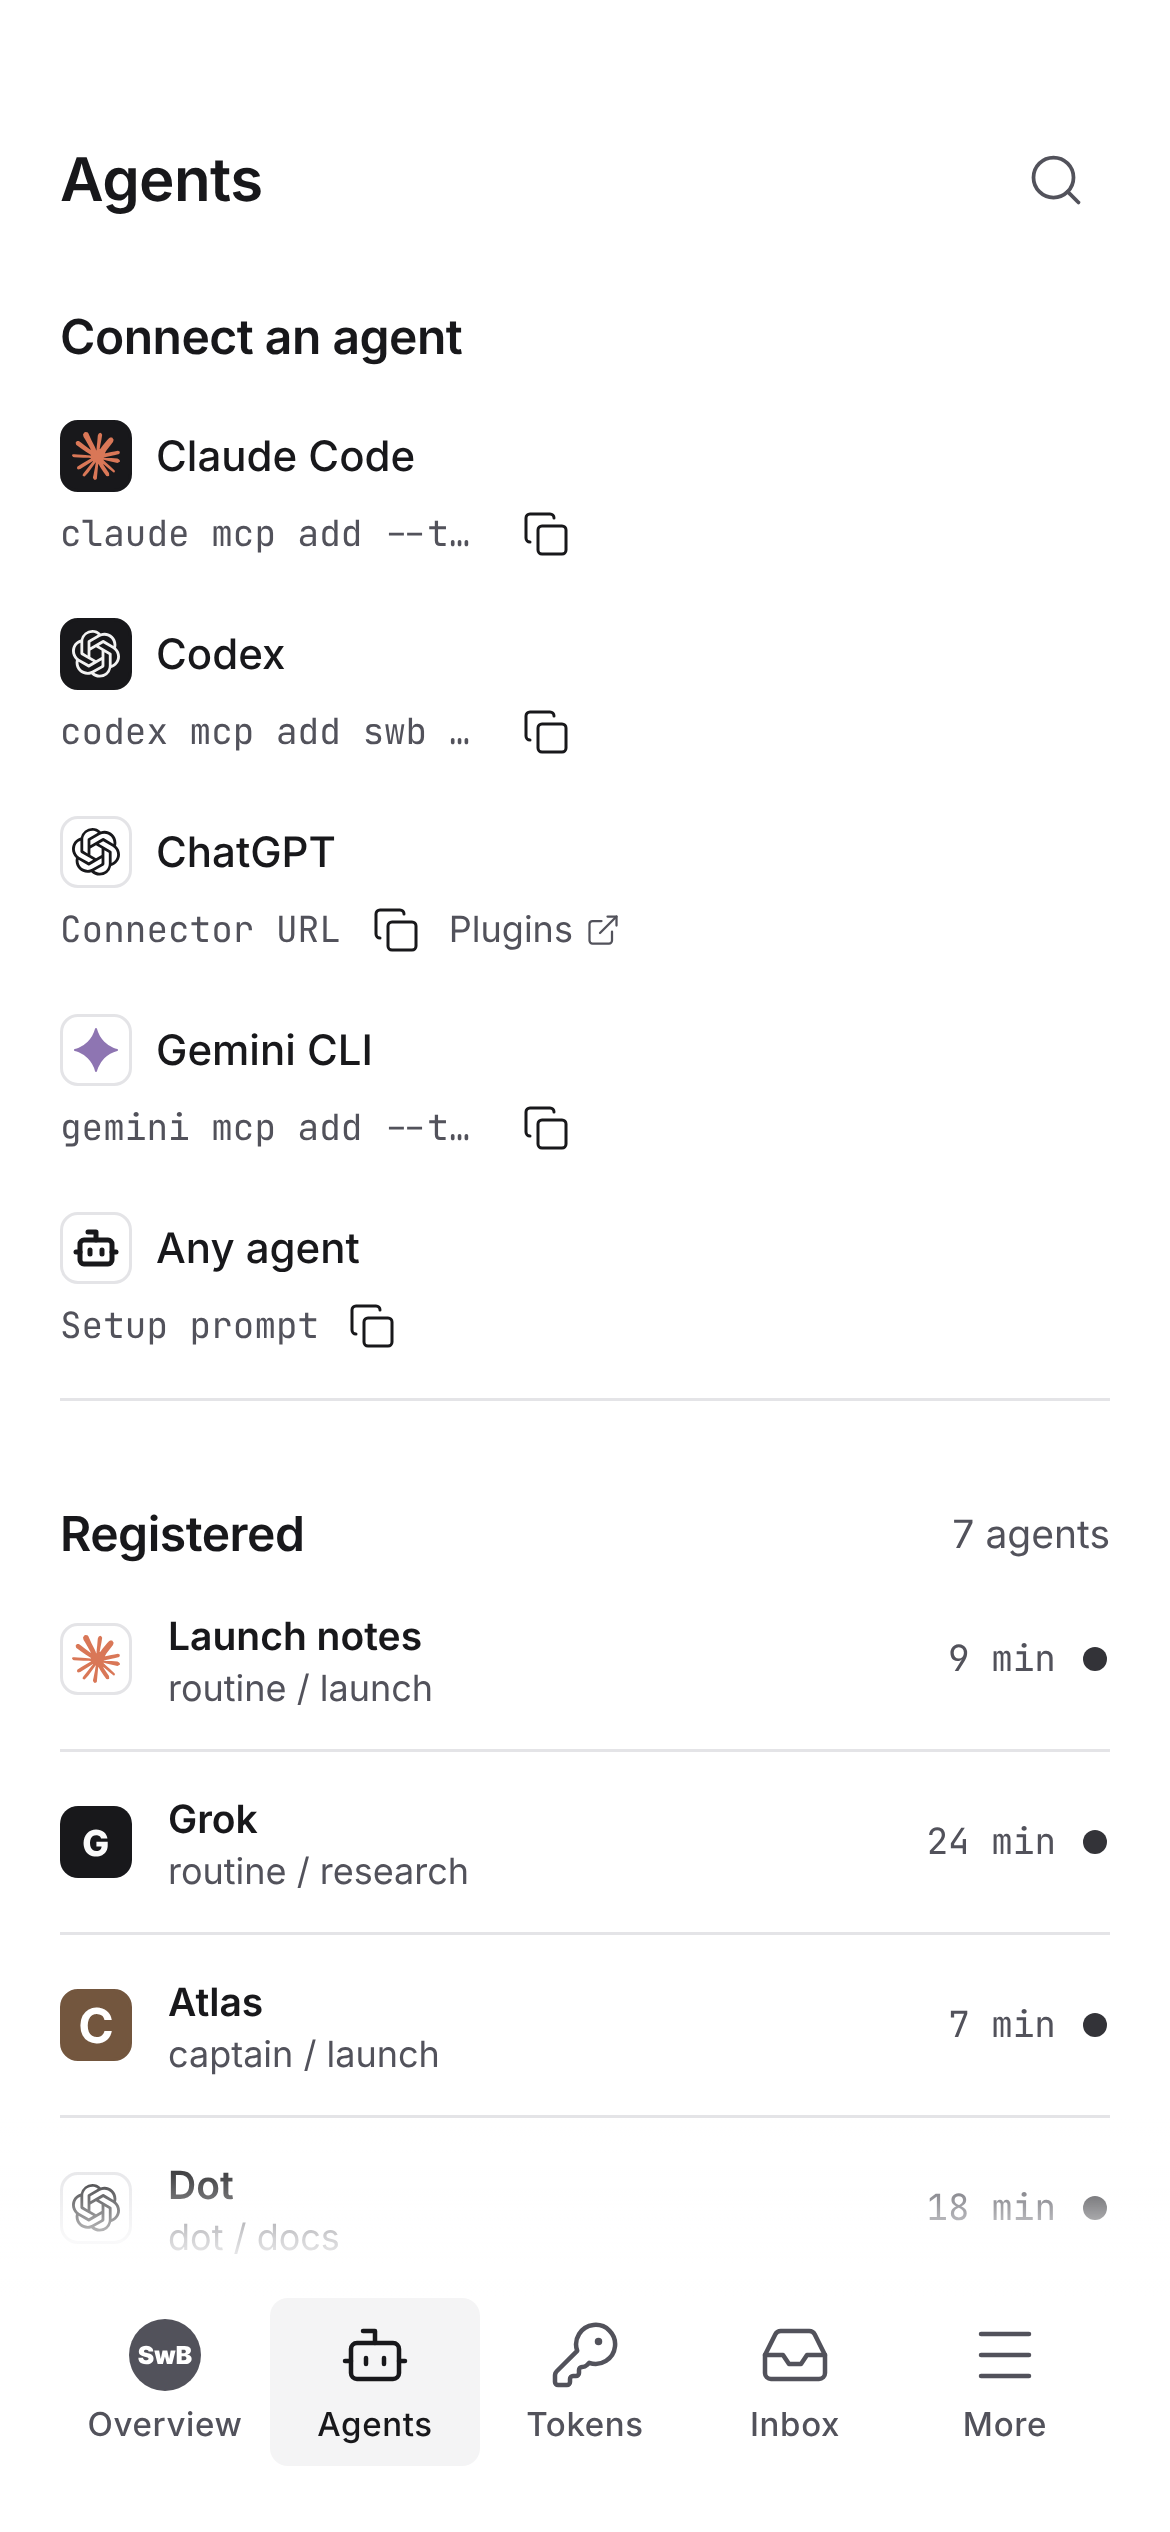 Agents
Connect an agent
Claude Code
claude mcp add --t…
Codex
codex mcp add swb …
ChatGPT
Connector URL Plugins
Gemini CLI
gemini mcp add --t…
Any agent
Setup prompt
Registered 7 agents
Launch notes
routine / launch
9 min
G
Grok
routine / research
24 min
C
Atlas
captain / launch
7 min
Dot
dot / docs
18 min
SwB
Overview Agents Tokens Inbox More